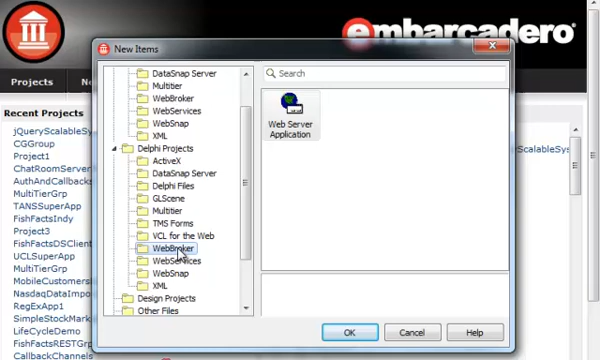 embarcadero
New Items
Projects
Ne
Recent Projects
jQueryScalableSy
CGGroup
Project1
ChatRoomServer
AuthAndCallbacks
MultiTierGrp
TANSSuperApp
FishFactsIndy
Project3
FishFactsDSClient
UCLSuperApp
MultiTierGrp
MobileCustomers
NasdaqDataImpo
RegExApp1
SimpleStockMark
LifeCycleDemo
FishFactsRESTGr
CallbackChannels
DataSnap Server
Multitier
WebBroker
WebServices
WebSnap
XML
Delphi Projects
ActiveX
DataSnap Server
Delphi Files
GLScene
Multitier
TMS Forms
VCL for the Web
WebBroker
WebServices
WebSnap
XML
Design Projects
Other Files
Search
Web Server
Application
ScalableSys
OK
Cancel
Help